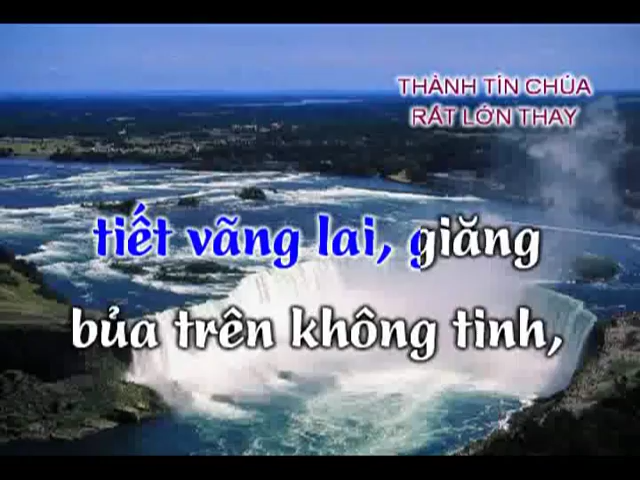 THÀNH TÍN CHÚA
RẤT LỚN THAY
tiết vãng lai, giăng
bủa trên không tinh,